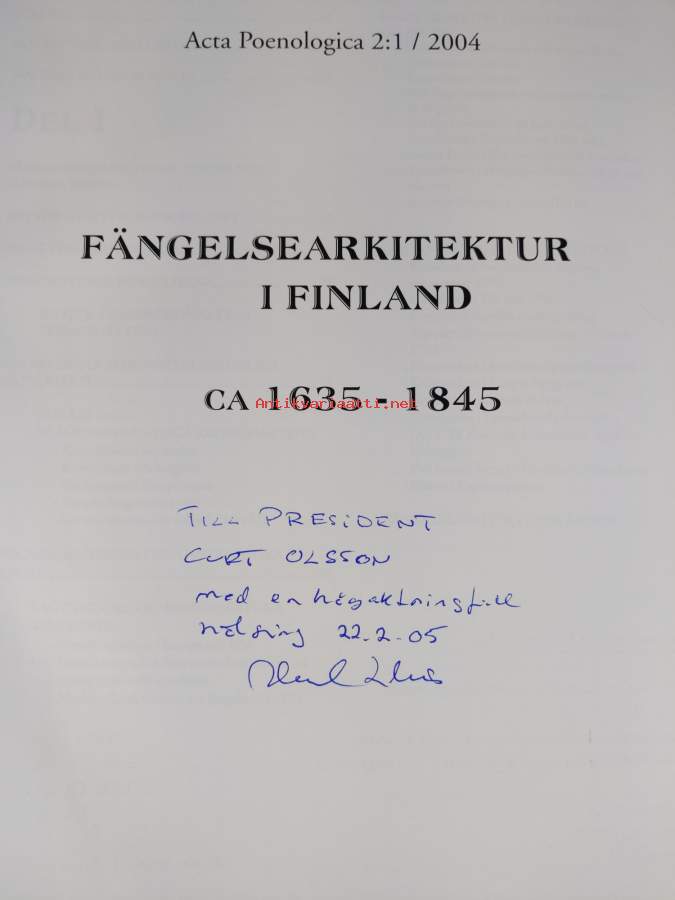 Acta Poenologica 2:1 / 2004
FÄNGELSEARKITEKTUR
I FINLAND
CA 1635 - 1845
Antikvariaatti.net
TILL PRESIDENT
CURT OLSSON
med en högaktningsfull
hälsning 22.2.05